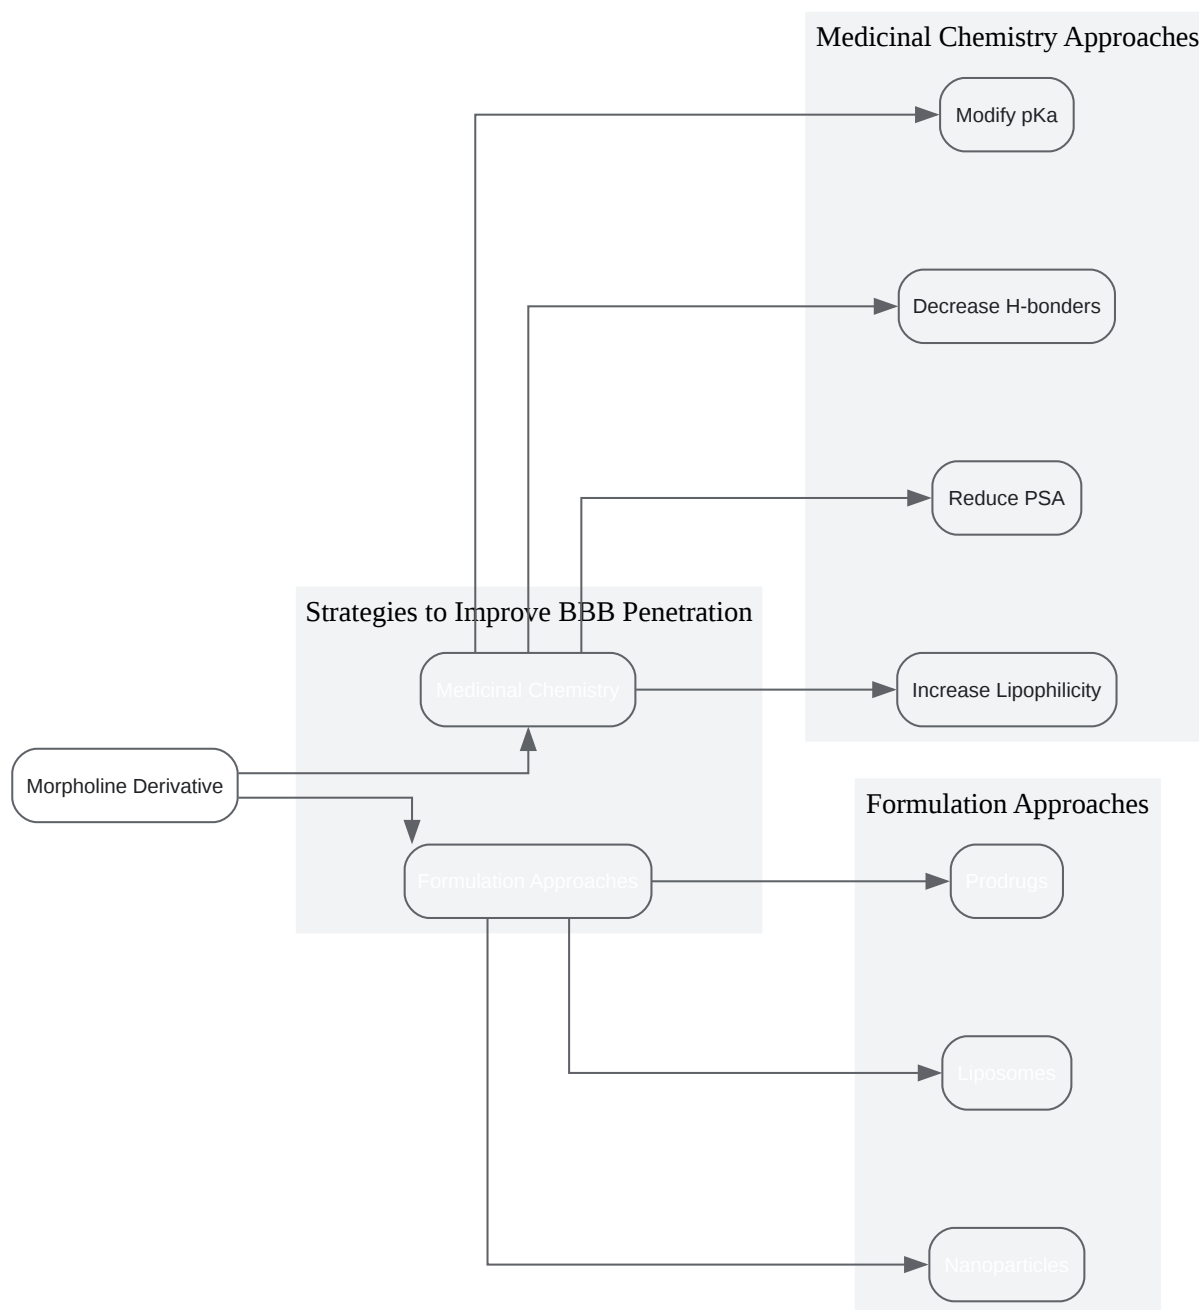 Medicinal Chemistry Approaches
Modify pKa
Decrease H-bonders
Reduce PSA
Increase Lipophilicity
Strategies to Improve BBB Penetration
Medicinal Chemistry
Morpholine Derivative
Formulation Approaches
Formulation Approaches
Prodrugs
Liposomes
Nanoparticles